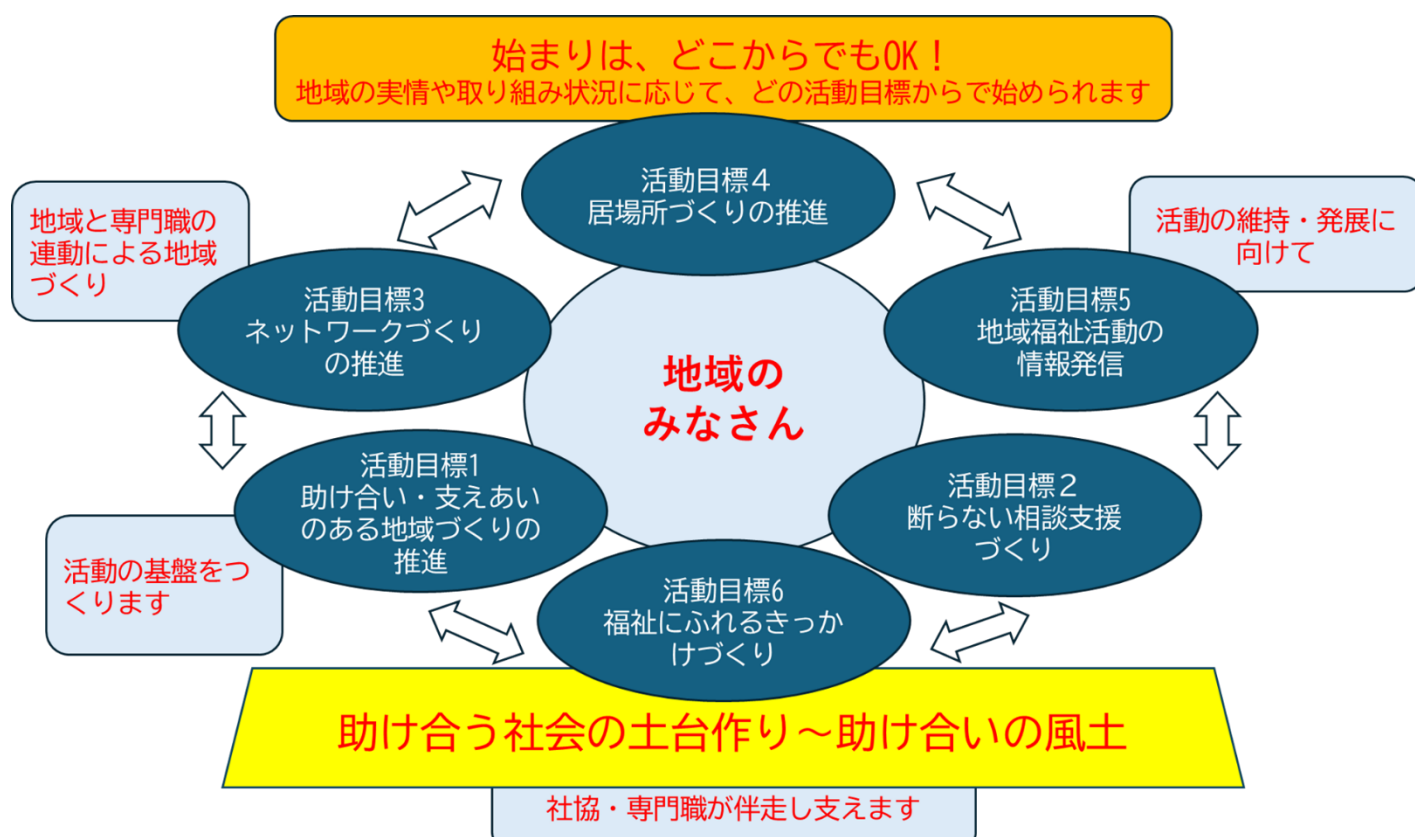 始まりは、どこからでもOK！
地域の実情や取り組み状況に応じて、どの活動目標からで始められます
活動目標４
居場所づくりの推進
地域と専門職の
連動による地域
づくり
活動の維持・発展に
向けて
活動目標3
ネットワークづくり
の推進
活動目標5
地域福祉活動の
情報発信
地域の
みなさん
活動目標1
助け合い・支えあい
のある地域づくりの
推進
活動目標２
断らない相談支援
づくり
活動の基盤をつ
くります
活動目標6
福祉にふれるきっか
けづくり
助け合う社会の土台作り～助け合いの風土
社協・専門職が伴走し支えます